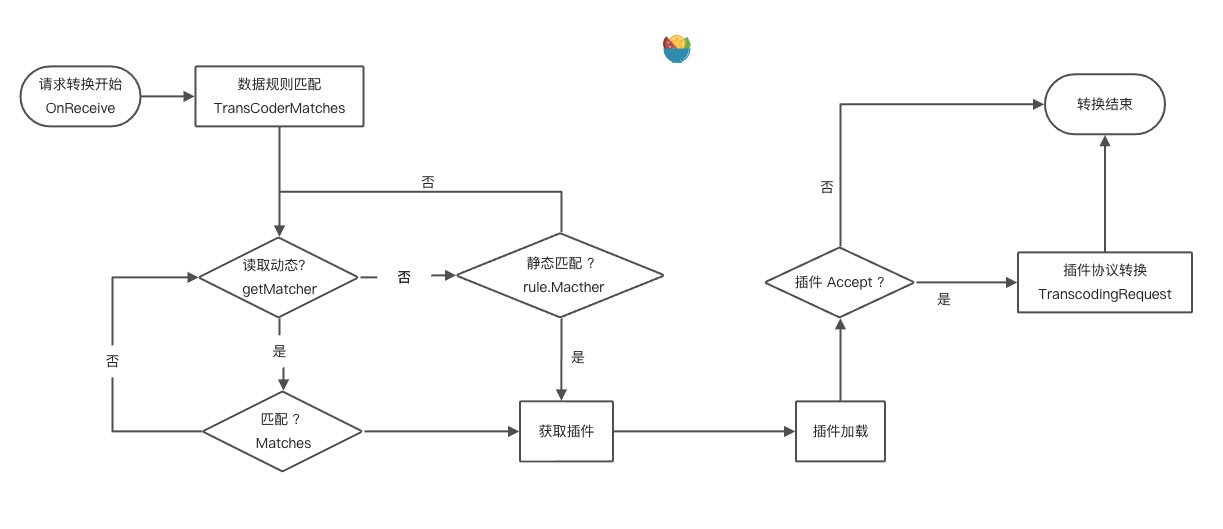 请求转换开始
OnReceive
数据规则匹配
TransCoderMatches
转换结束
否
否
读取动态?
getMatcher
否
静态匹配 ？
rule.Macther
插件 Accept ？
是
插件协议转换
TranscodingRequest
是
否
是
匹配 ？
Matches
获取插件
插件加载